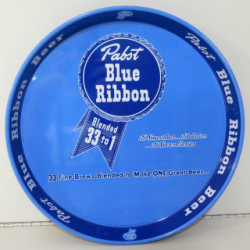 Pabst
Blue
Ribbon
Blended
33 to 1
33 Fine Brews Blended to Make ONE Great Beer
Pabst Blue Ribbon Beer
Pabst Blue Ribbon Beer